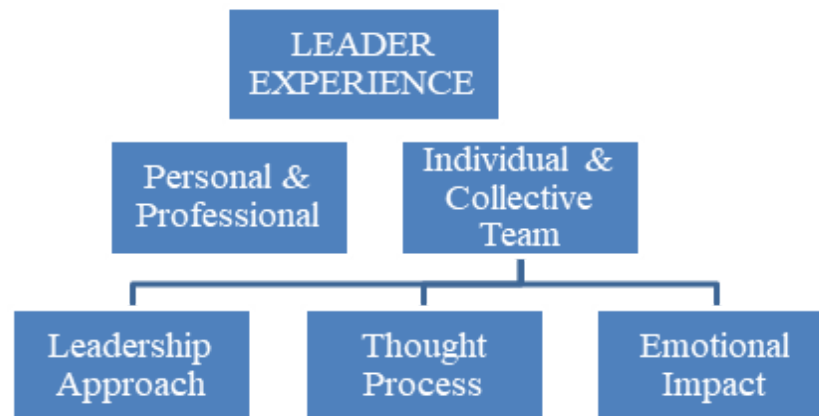 LEADER
EXPERIENCE
Personal &
Professional
Individual &
Collective
Team
Leadership
Approach
Thought
Process
Emotional
Impact